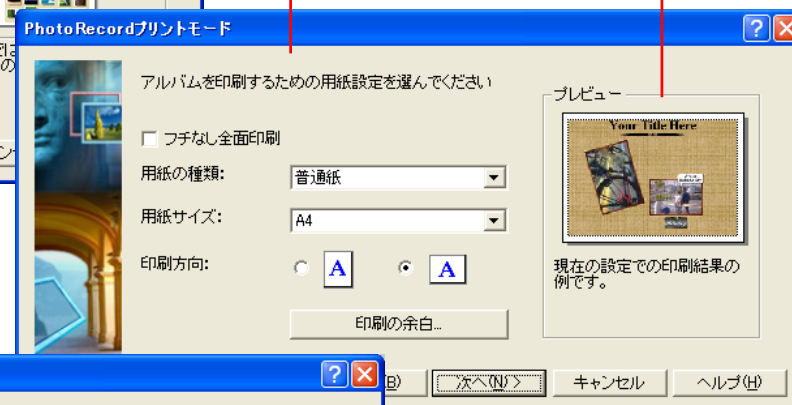 PhotoRecordプリントモード
アルバムを印刷するための用紙設定を選んでください
フチなし全面印刷
用紙の種類: 普通紙
用紙サイズ: A4
印刷方向: A A
印刷の余白...
プレビュー
Your Title Here
現在の設定での印刷結果の
例です。
(B) 次へ(N) > キャンセル ヘルプ(H)